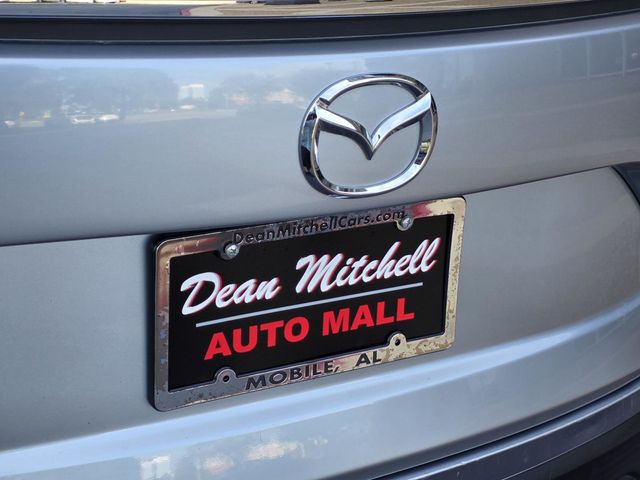 DeanMitchellCars.com
Dean Mitchell
AUTO MALL
MOBILE, AL